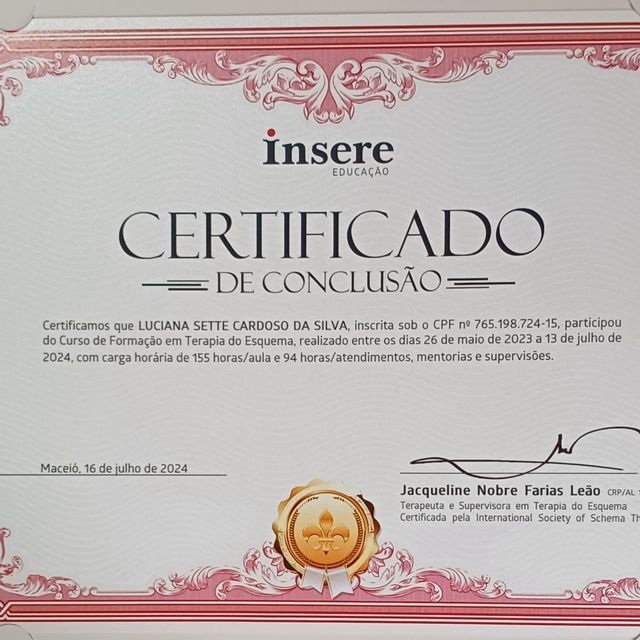 insere
EDUCAÇÃO
CERTIFICADO
DE CONCLUSÃO
Certificamos que LUCIANA SETTE CARDOSO DA SILVA, inscrita sob o CPF nº 765.198.724-15, participou
do Curso de Formação em Terapia do Esquema, realizado entre os dias 26 de maio de 2023 a 13 de julho de
2024, com carga horária de 155 horas/aula e 94 horas/atendimentos, mentorias e supervisões.
Maceió, 16 de julho de 2024
Jacqueline Nobre Farias Leão CRP/AL
Terapeuta e Supervisora em Terapia do Esquema
Certificada pela International Society of Schema